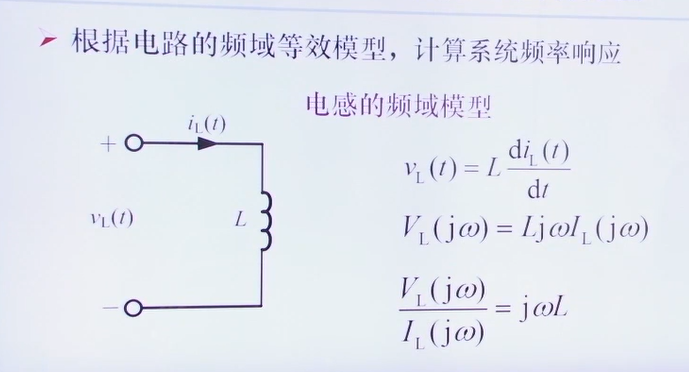 根据电路的频域等效模型，计算系统频率响应
电感的频域模型
i_L(t)
+
v_L(t)
L
−
v_L(t) = L di_L(t)/dt
V_L(jω) = LjωI_L(jω)
V_L(jω)/I_L(jω) = jωL